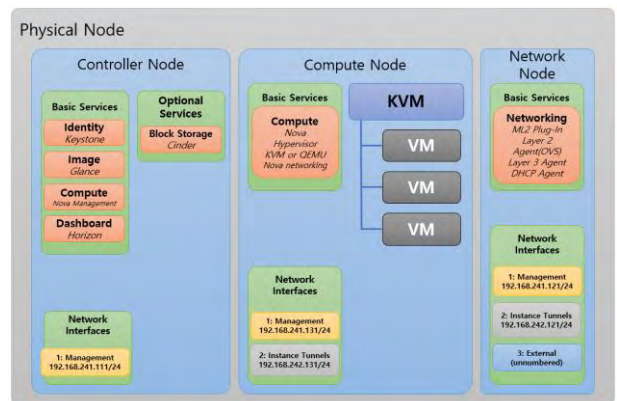 Physical Node
Controller Node
Basic Services
Identity
Keystone
Image
Glance
Compute
Nova Management
Dashboard
Horizon
Optional
Services
Block Storage
Cinder
Network
Interfaces
1: Management
192.168.241.111/24
Compute Node
Basic Services
Compute
Nova
Hypervisor
KVM or QEMU
Nova networking
KVM
VM
VM
VM
Network
Interfaces
1: Management
192.168.241.131/24
2: Instance Tunnels
192.168.242.131/24
Network
Node
Basic Services
Networking
ML2 Plug-In
Layer 2
Agent(OVS)
Layer 3 Agent
DHCP Agent
Network
Interfaces
1: Management
192.168.241.121/24
2: Instance Tunnels
192.168.242.121/24
3: External
(unnumbered)